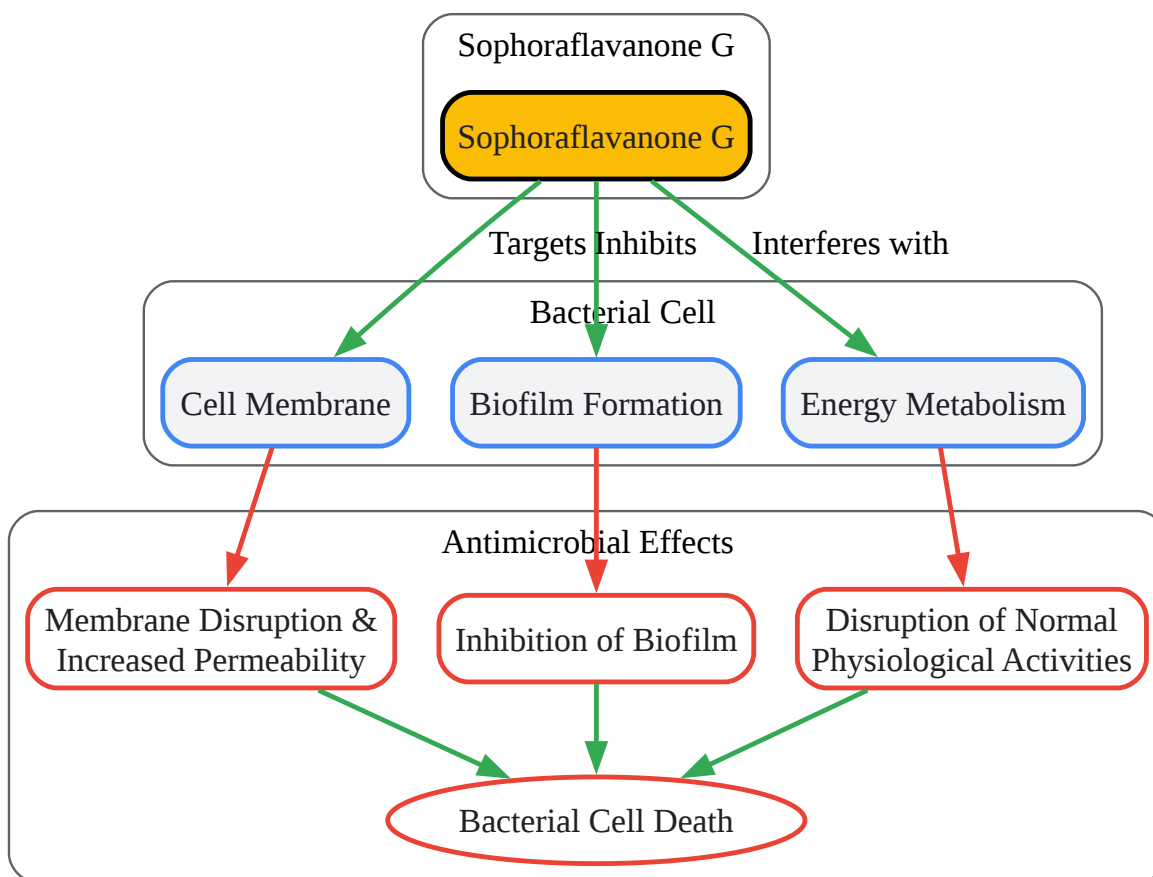 Sophoraflavanone G
Sophoraflavanone G
Targets
Inhibits
Interferes with
Bacterial Cell
Cell Membrane
Biofilm Formation
Energy Metabolism
Antimicrobial Effects
Membrane Disruption &
Increased Permeability
Inhibition of Biofilm
Disruption of Normal
Physiological Activities
Bacterial Cell Death